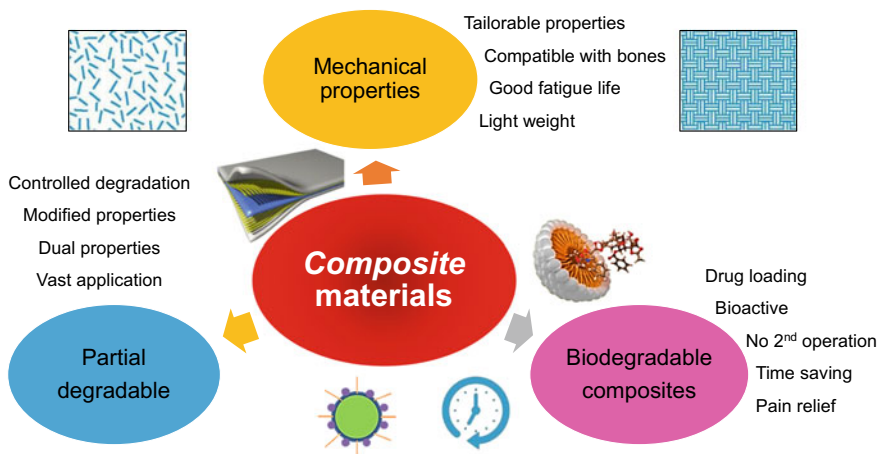 Mechanical
properties
Tailorable properties
Compatible with bones
Good fatigue life
Light weight
Controlled degradation
Modified properties
Dual properties
Vast application
Composite
materials
Partial
degradable
Drug loading
Bioactive
No 2nd operation
Time saving
Pain relief
Biodegradable
composites